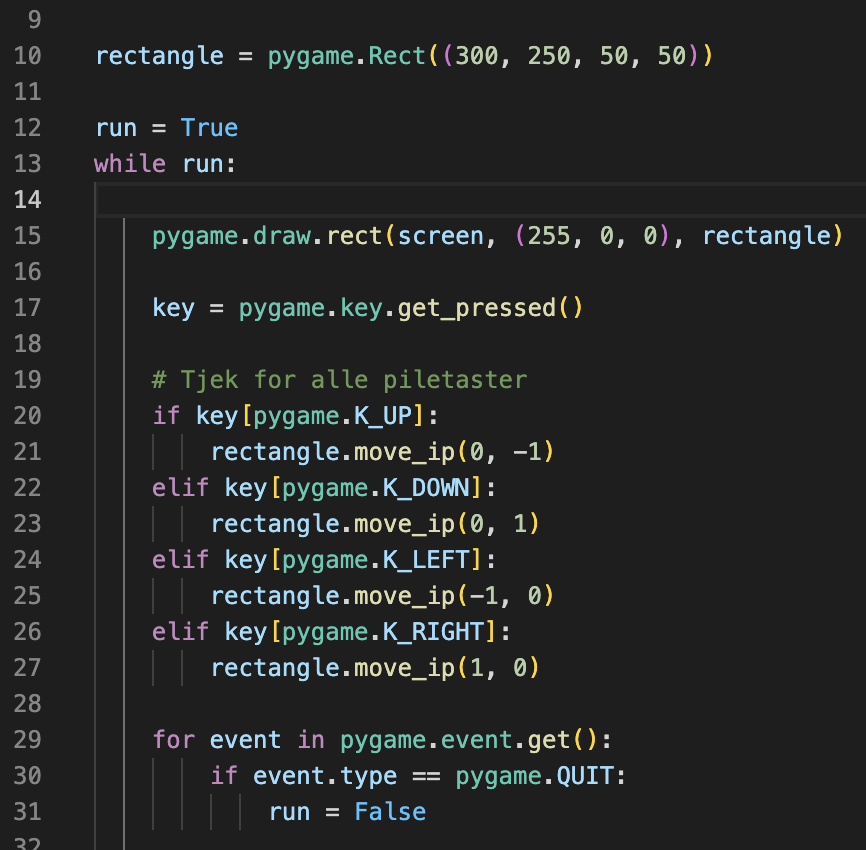 9
10 rectangle = pygame.Rect((300, 250, 50, 50))
11
12 run = True
13 while run:
14
15 pygame.draw.rect(screen, (255, 0, 0), rectangle)
16
17 key = pygame.key.get_pressed()
18
19 # Tjek for alle piletaster
20 if key[pygame.K_UP]:
21 rectangle.move_ip(0, -1)
22 elif key[pygame.K_DOWN]:
23 rectangle.move_ip(0, 1)
24 elif key[pygame.K_LEFT]:
25 rectangle.move_ip(-1, 0)
26 elif key[pygame.K_RIGHT]:
27 rectangle.move_ip(1, 0)
28
29 for event in pygame.event.get():
30 if event.type == pygame.QUIT:
31 run = False
32